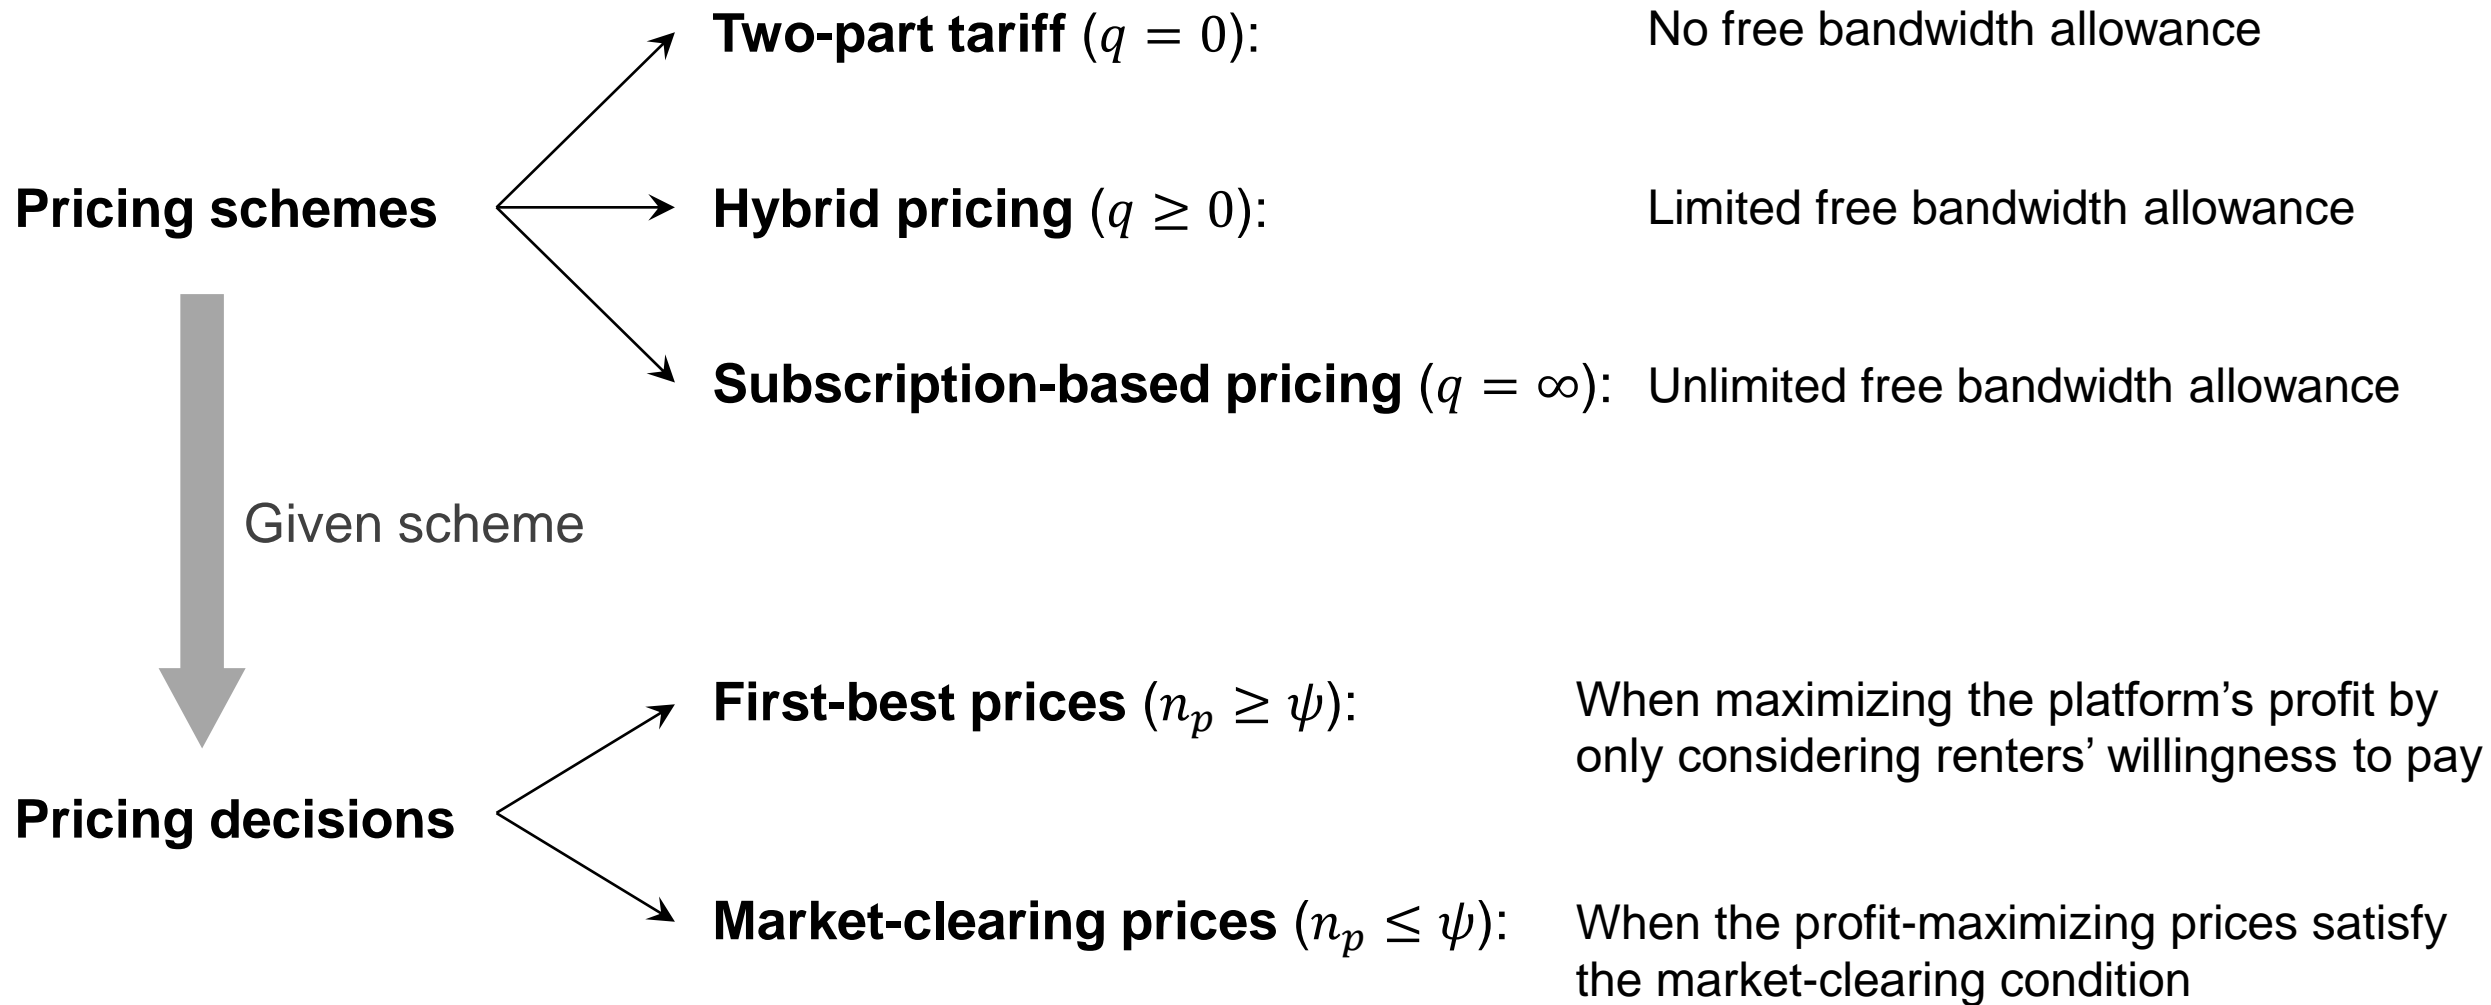 Two-part tariff (q = 0): No free bandwidth allowance
Pricing schemes Hybrid pricing (q ≥ 0): Limited free bandwidth allowance
Subscription-based pricing (q = ∞): Unlimited free bandwidth allowance
Given scheme
First-best prices (nₚ ≥ ψ): When maximizing the platform’s profit by
only considering renters’ willingness to pay
Pricing decisions
Market-clearing prices (nₚ ≤ ψ): When the profit-maximizing prices satisfy
the market-clearing condition